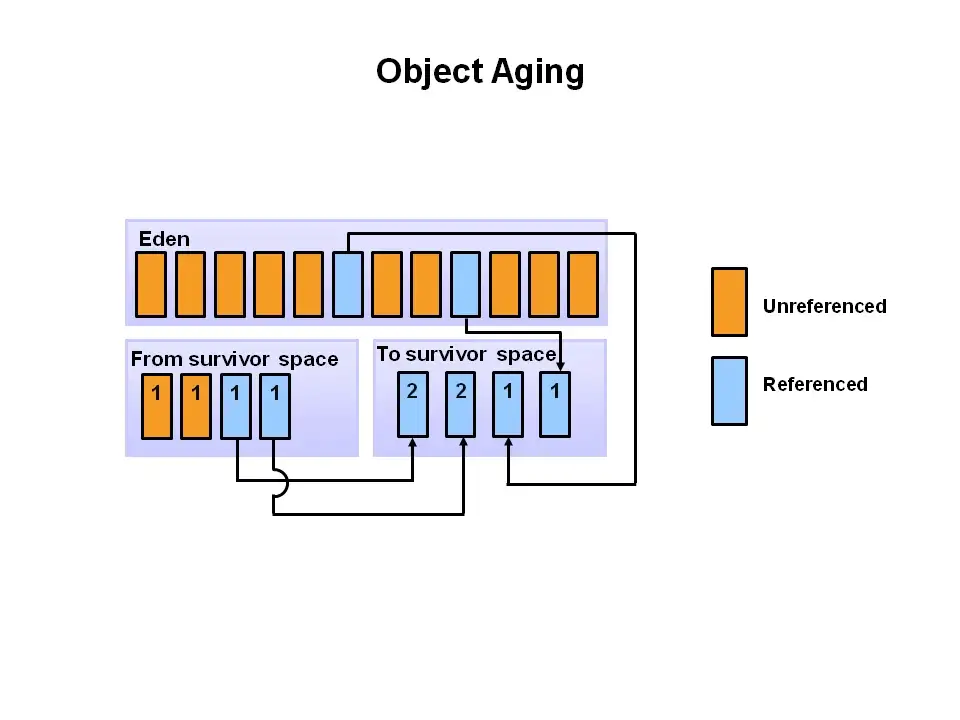 Object Aging
Eden
Unreferenced
From survivor space
To survivor space
Referenced
1 1 1 1
2 2 1 1